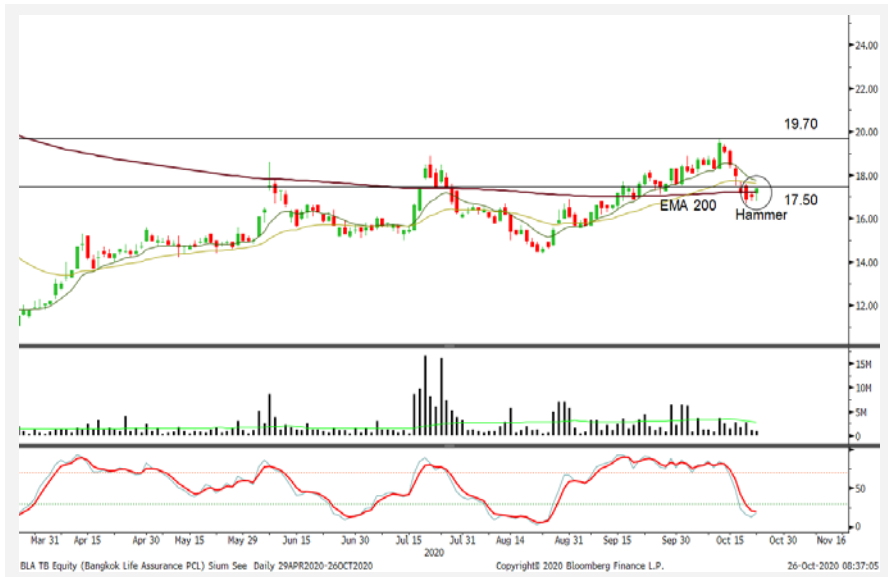 24.00
22.00
19.70
20.00
18.00
17.50
EMA 200
Hammer
16.00
14.00
12.00
15M
10M
5M
0
50
0
Mar 31 Apr 15 Apr 30 May 15 May 29 Jun 15 Jun 30 Jul 15 Jul 31 Aug 14 Aug 31 Sep 15 Sep 30 Oct 15 Oct 30 Nov 16
2020
BLA TB Equity (Bangkok Life Assurance PCL) Sium See Daily 29APR2020-26OCT2020 Copyright© 2020 Bloomberg Finance L.P. 26-Oct-2020 08:37:05